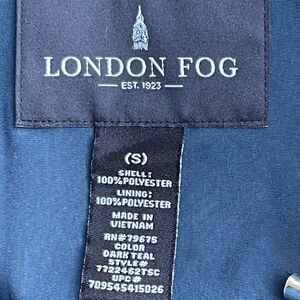 LONDON FOG
EST. 1923
(S)
SHELL:
100%POLYESTER
LINING:
100%POLYESTER
MADE IN
VIETNAM
RN#79675
COLOR
DARK TEAL
STYLE#
7722462TSC
UPC#
709545415026